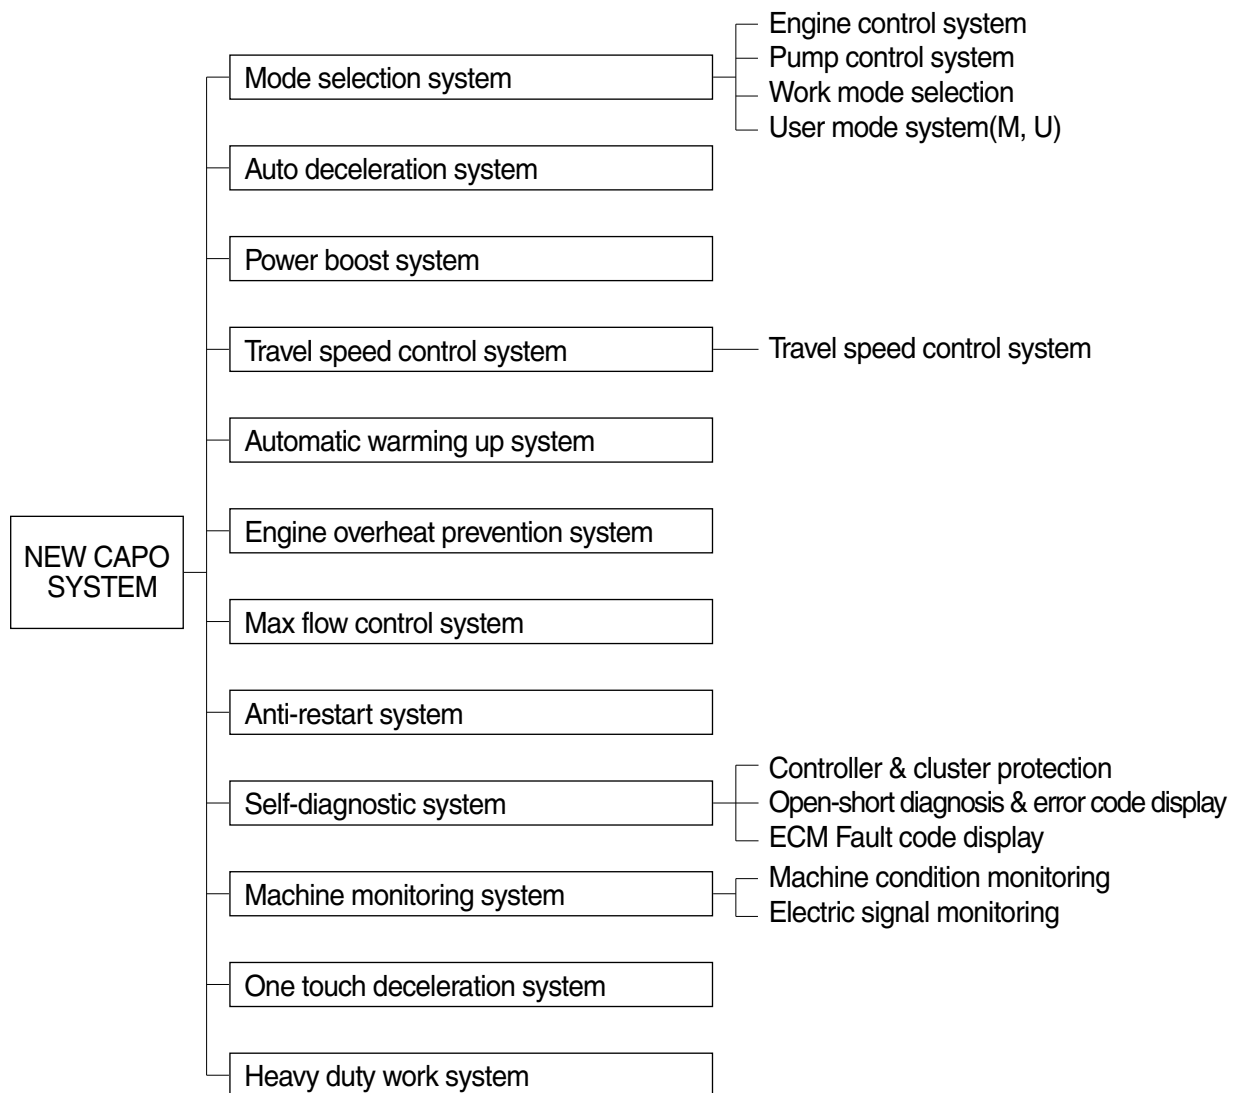 Engine control system
Pump control system
Mode selection system
Work mode selection
User mode system(M, U)
Auto deceleration system
Power boost system
Travel speed control system
Travel speed control system
Automatic warming up system
Engine overheat prevention system
NEW CAPO
SYSTEM
Max flow control system
Anti-restart system
Controller & cluster protection
Self-diagnostic system
Open-short diagnosis & error code display
ECM Fault code display
Machine monitoring system
Machine condition monitoring
Electric signal monitoring
One touch deceleration system
Heavy duty work system